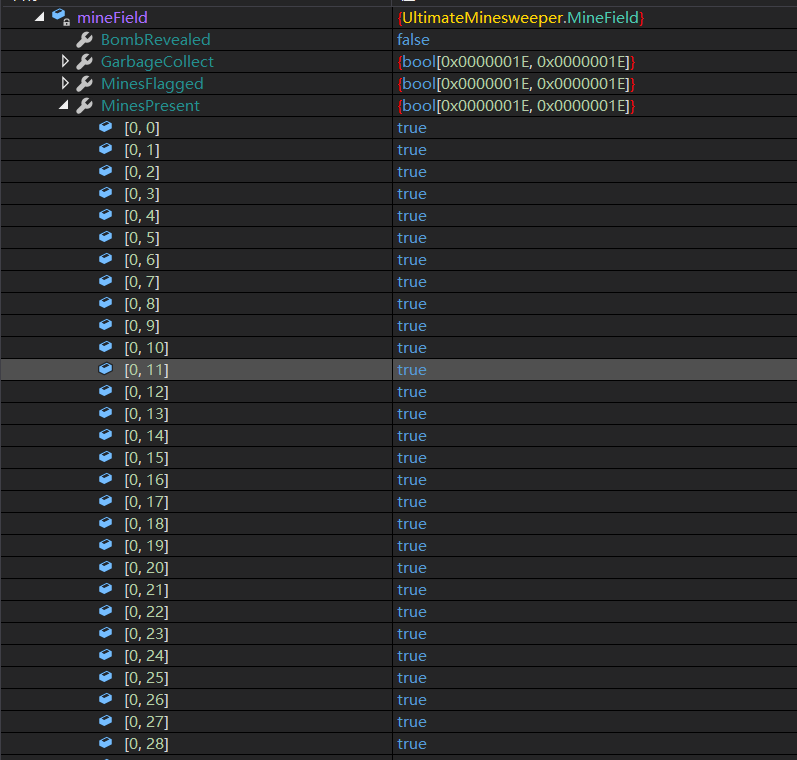 mineField {UltimateMinesweeper.MineField}
BombRevealed false
GarbageCollect {bool[0x0000001E, 0x0000001E]}
MinesFlagged {bool[0x0000001E, 0x0000001E]}
MinesPresent {bool[0x0000001E, 0x0000001E]}
[0, 0] true
[0, 1] true
[0, 2] true
[0, 3] true
[0, 4] true
[0, 5] true
[0, 6] true
[0, 7] true
[0, 8] true
[0, 9] true
[0, 10] true
[0, 11] true
[0, 12] true
[0, 13] true
[0, 14] true
[0, 15] true
[0, 16] true
[0, 17] true
[0, 18] true
[0, 19] true
[0, 20] true
[0, 21] true
[0, 22] true
[0, 23] true
[0, 24] true
[0, 25] true
[0, 26] true
[0, 27] true
[0, 28] true